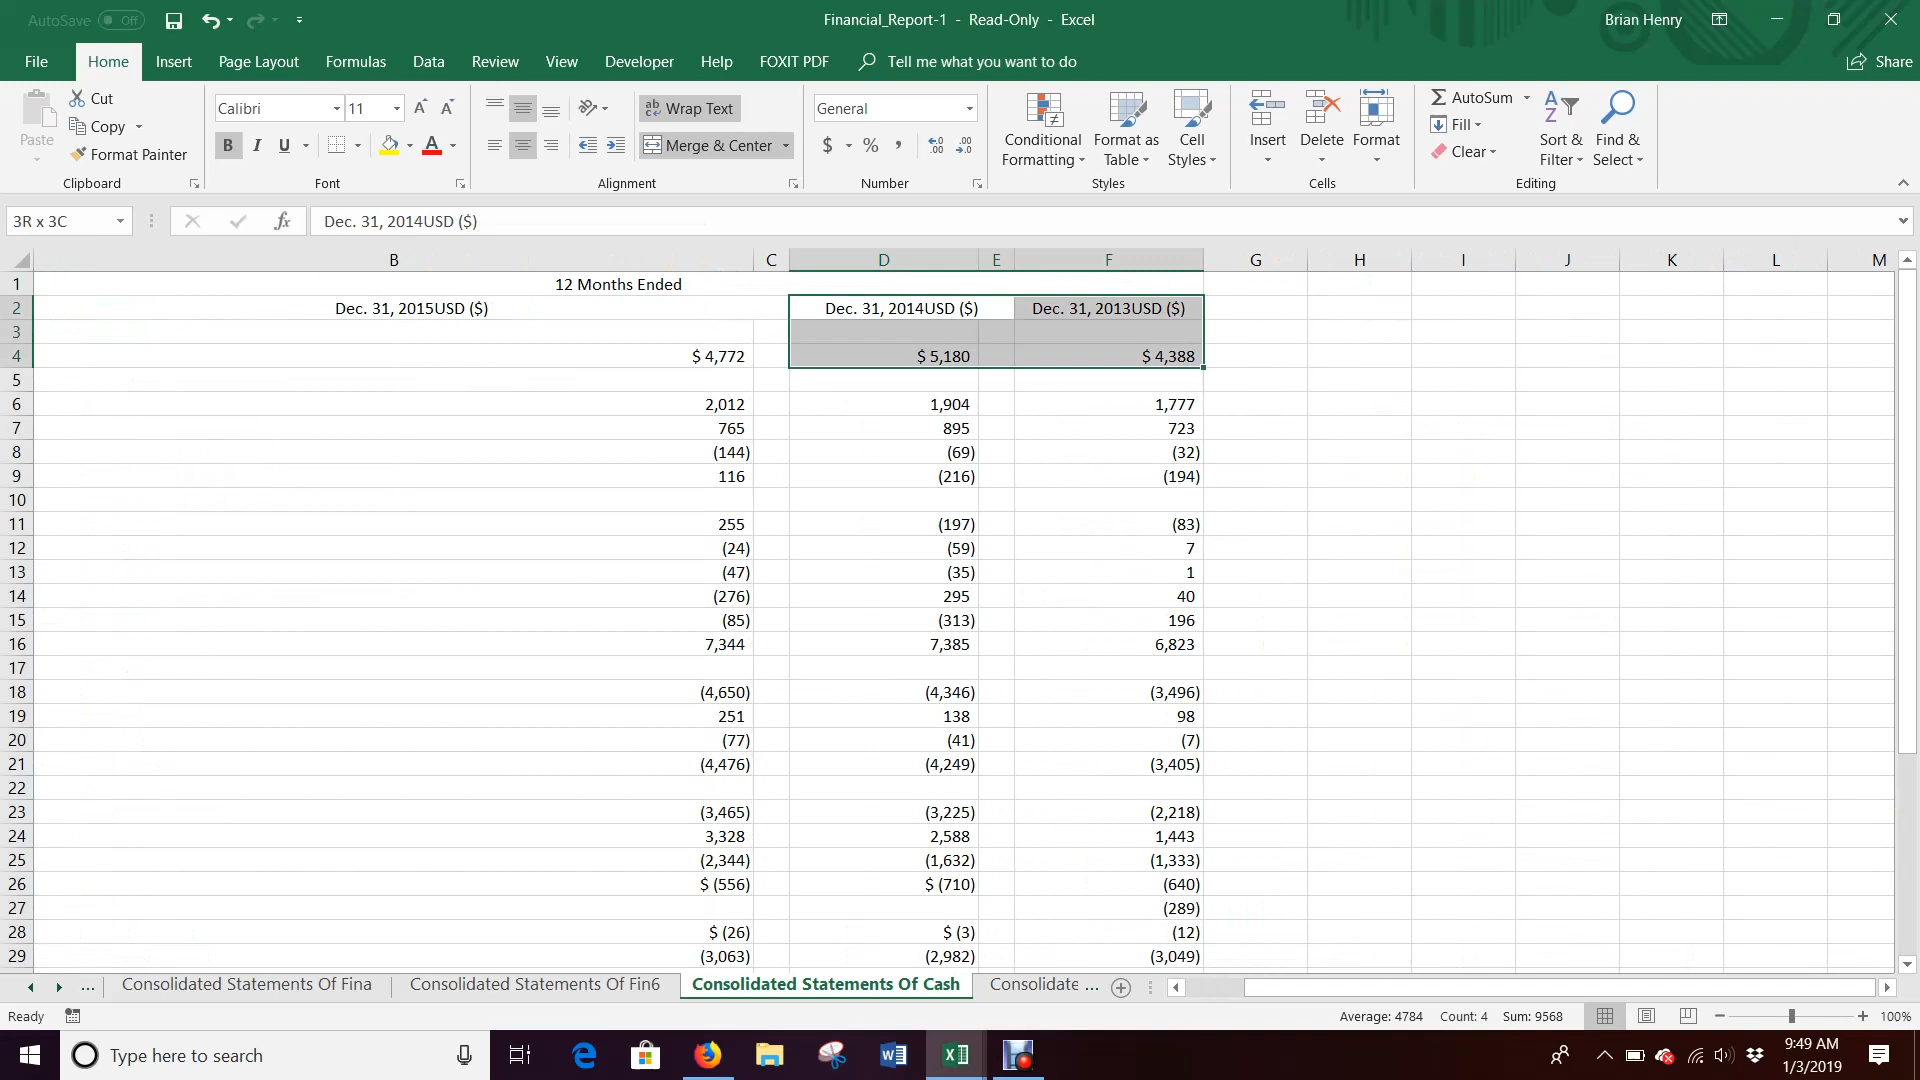 AutoSave Off
Financial_Report-1 - Read-Only - Excel
Brian Henry
File Home Insert Page Layout Formulas Data Review View Developer Help FOXIT PDF Tell me what you want to do Share
Paste
Cut
Copy
Format Painter
Clipboard
Calibri 11
B I U
Font
Wrap Text
Merge & Center
Alignment
General
$ % ,
Number
Conditional Formatting
Format as Table
Cell Styles
Styles
Insert Delete Format
Cells
AutoSum
Fill
Clear
Sort & Filter
Find & Select
Editing
3R x 3C fx Dec. 31, 2014USD ($)
B C D E F G H I J K L M
1 12 Months Ended
2 Dec. 31, 2015USD ($) Dec. 31, 2014USD ($) Dec. 31, 2013USD ($)
3
4 $ 4,772 $ 5,180 $ 4,388
5
6 2,012 1,904 1,777
7 765 895 723
8 (144) (69) (32)
9 116 (216) (194)
10
11 255 (197) (83)
12 (24) (59) 7
13 (47) (35) 1
14 (276) 295 40
15 (85) (313) 196
16 7,344 7,385 6,823
17
18 (4,650) (4,346) (3,496)
19 251 138 98
20 (77) (41) (7)
21 (4,476) (4,249) (3,405)
22
23 (3,465) (3,225) (2,218)
24 3,328 2,588 1,443
25 (2,344) (1,632) (1,333)
26 $ (556) $ (710) (640)
27 (289)
28 $ (26) $ (3) (12)
29 (3,063) (2,982) (3,049)
... Consolidated Statements Of Fina Consolidated Statements Of Fin6 Consolidated Statements Of Cash Consolidate ...
Ready Average: 4784 Count: 4 Sum: 9568 100%
Type here to search
9:49 AM
1/3/2019